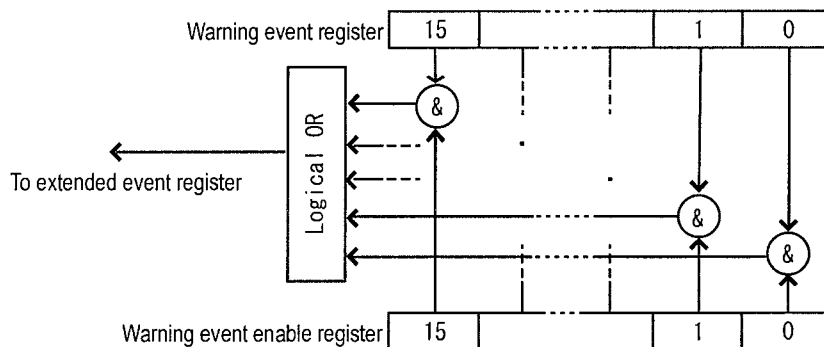 Warning event register 15 1 0
&
Logical OR
To extended event register
&
&
Warning event enable register 15 1 0